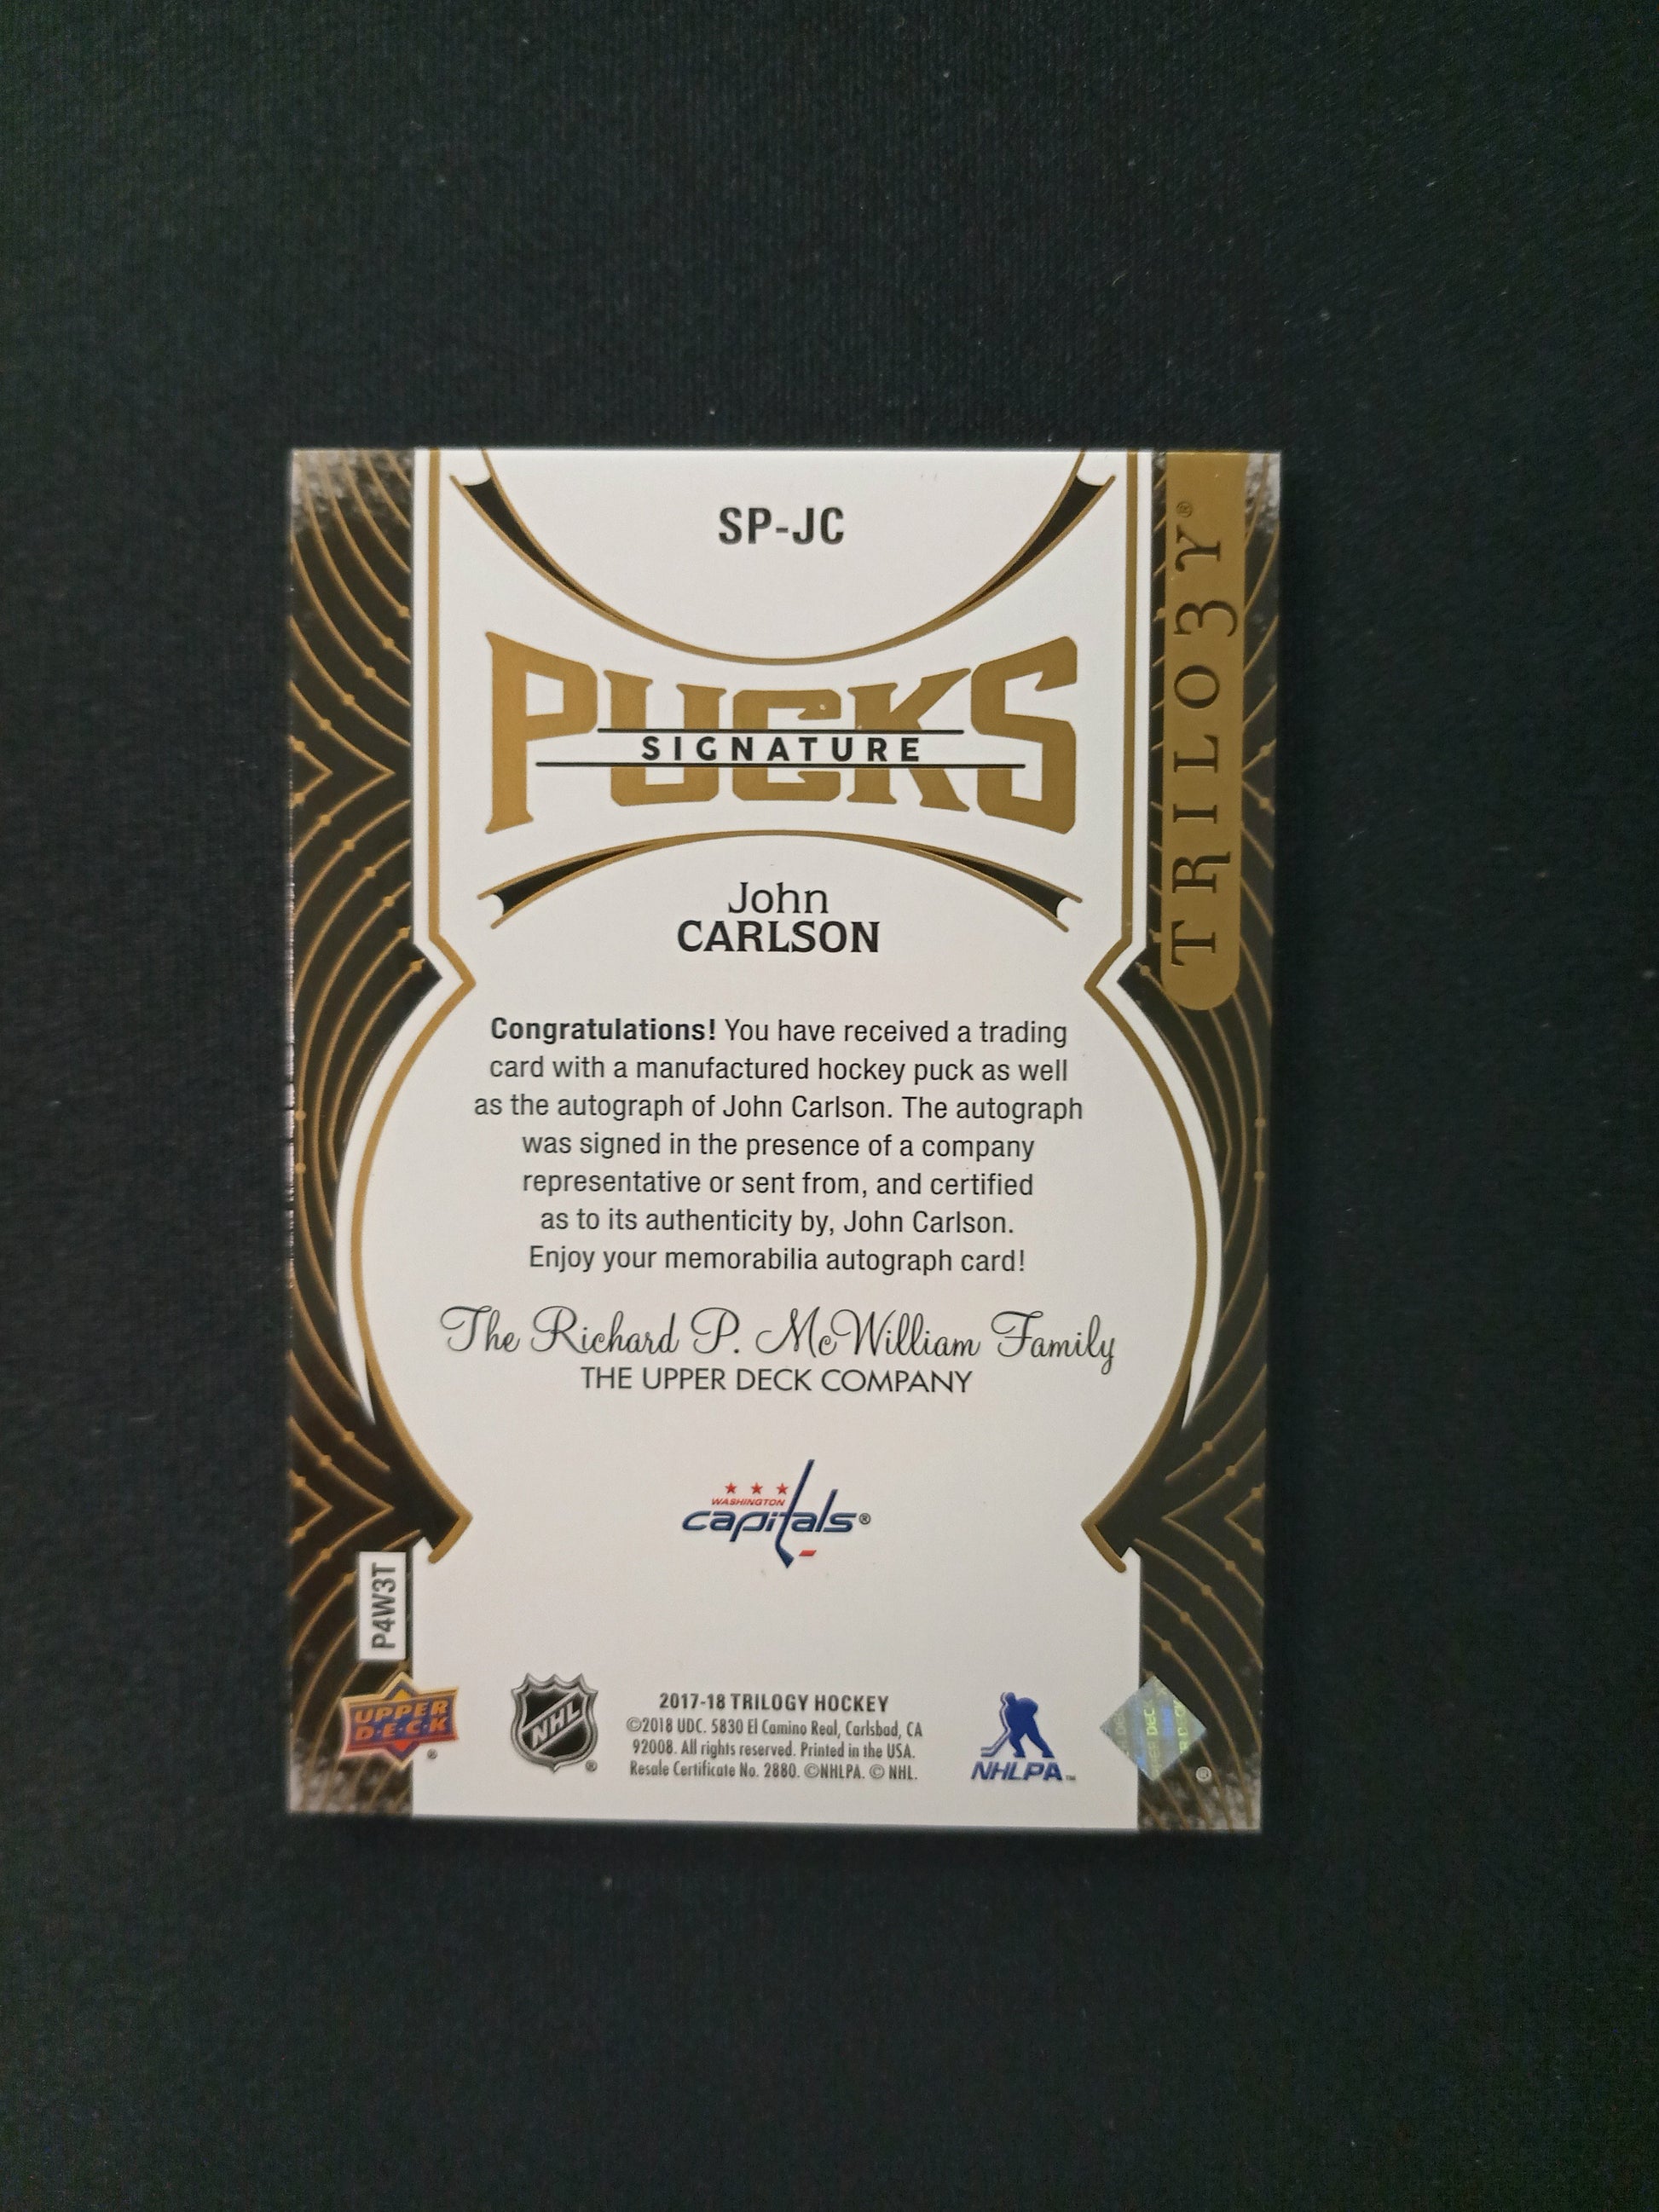 SP-JC
PUCKS
SIGNATURE
TRILO3Y®
John
CARLSON
Congratulations! You have received a trading
card with a manufactured hockey puck as well
as the autograph of John Carlson. The autograph
was signed in the presence of a company
representative or sent from, and certified
as to its authenticity by, John Carlson.
Enjoy your memorabilia autograph card!
The Richard P. McWilliam Family
THE UPPER DECK COMPANY
WASHINGTON
capitals®
P4W3T
UPPER
D·E·C·K
®
NHL
®
2017-18 TRILOGY HOCKEY
©2018 UDC. 5830 El Camino Real, Carlsbad, CA
92008. All rights reserved. Printed in the USA.
Resale Certificate No. 2880. ©NHLPA. © NHL.
NHLPA™
®